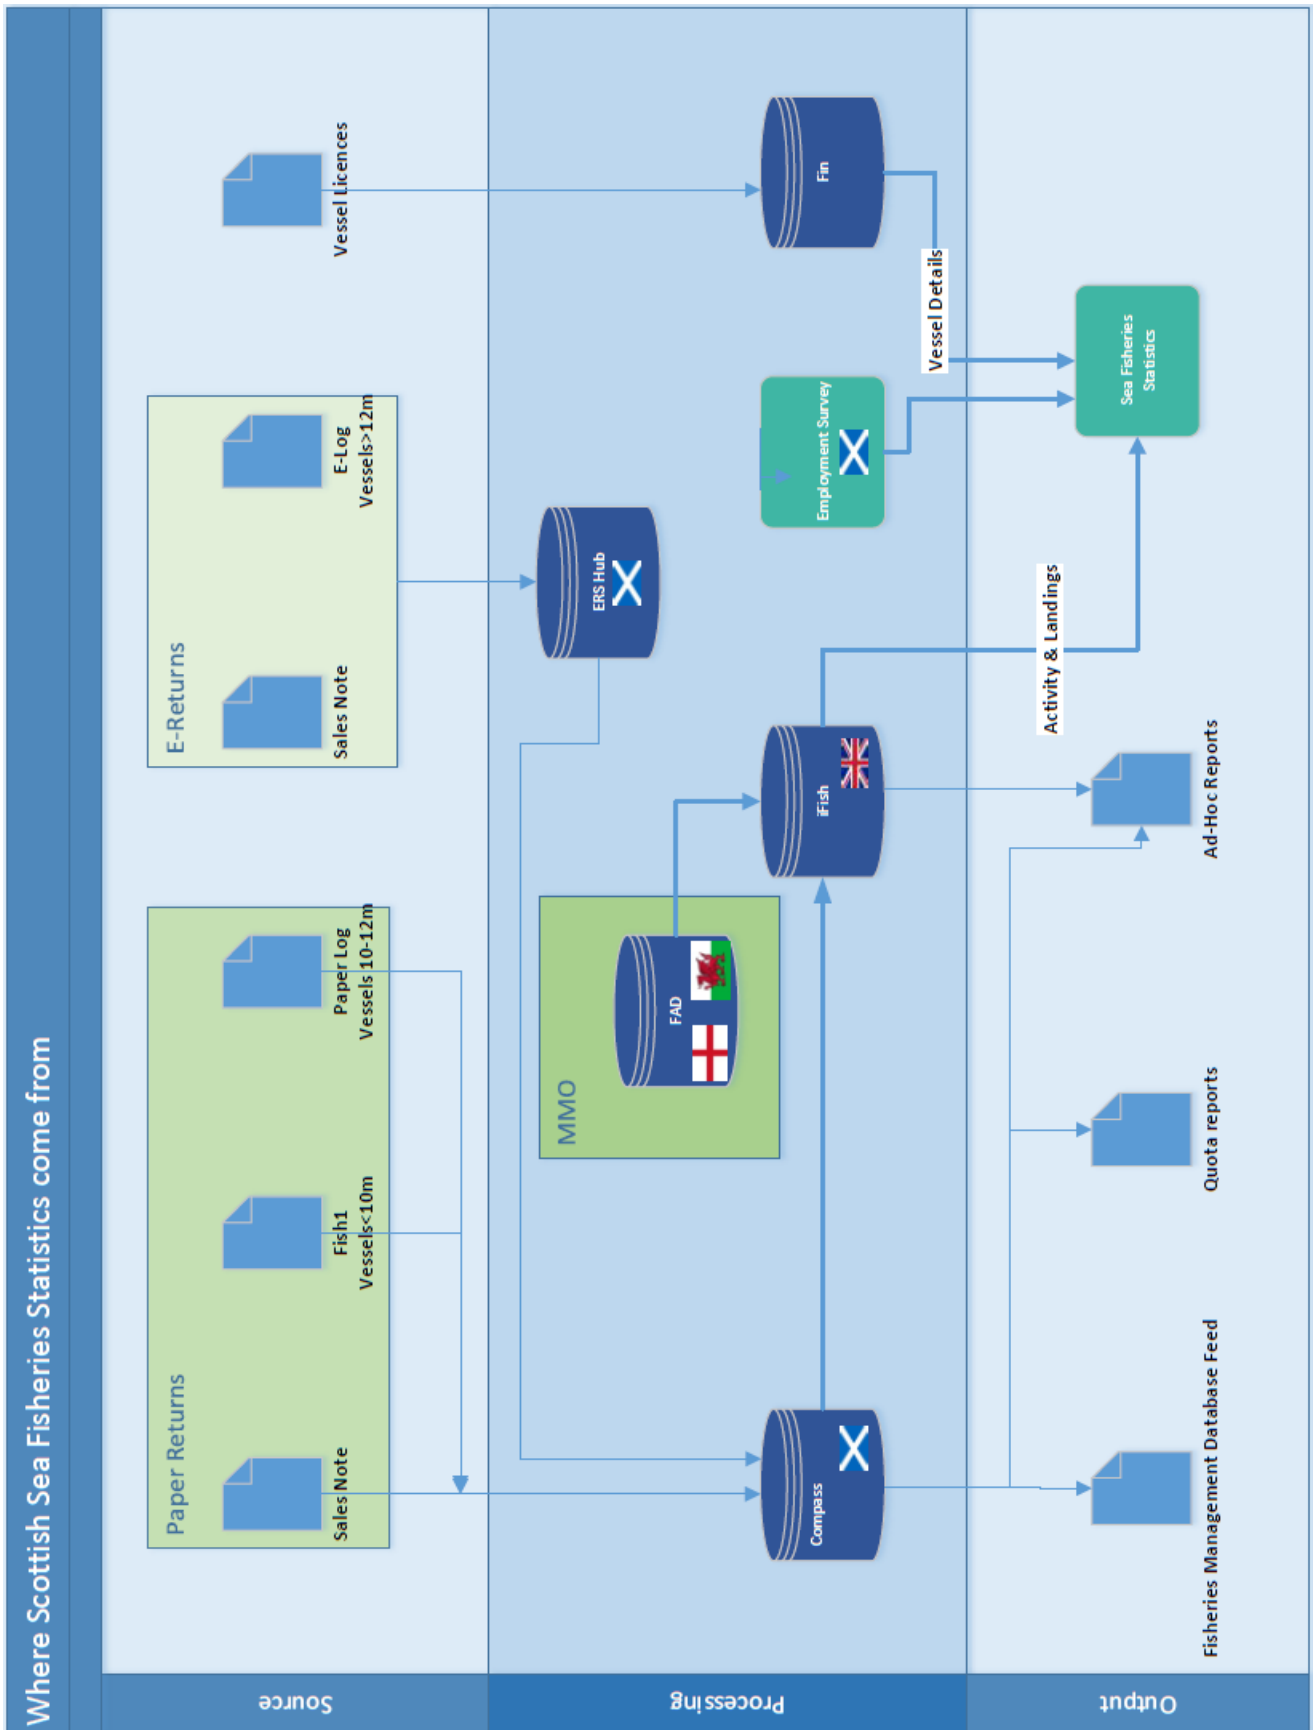 Where Scottish Sea Fisheries Statistics come from
Source
Paper Returns
Sales Note
Fish1
Vessels<10m
Paper Log
Vessels 10-12m
E-Returns
Sales Note
E-Log
Vessels>12m
Vessel Licences
Processing
Compass
MMO
FAD
iFish
ERS Hub
Employment Survey
Fin
Vessel Details
Activity & Landings
Output
Fisheries Management Database Feed
Quota reports
Ad-Hoc Reports
Sea Fisheries
Statistics